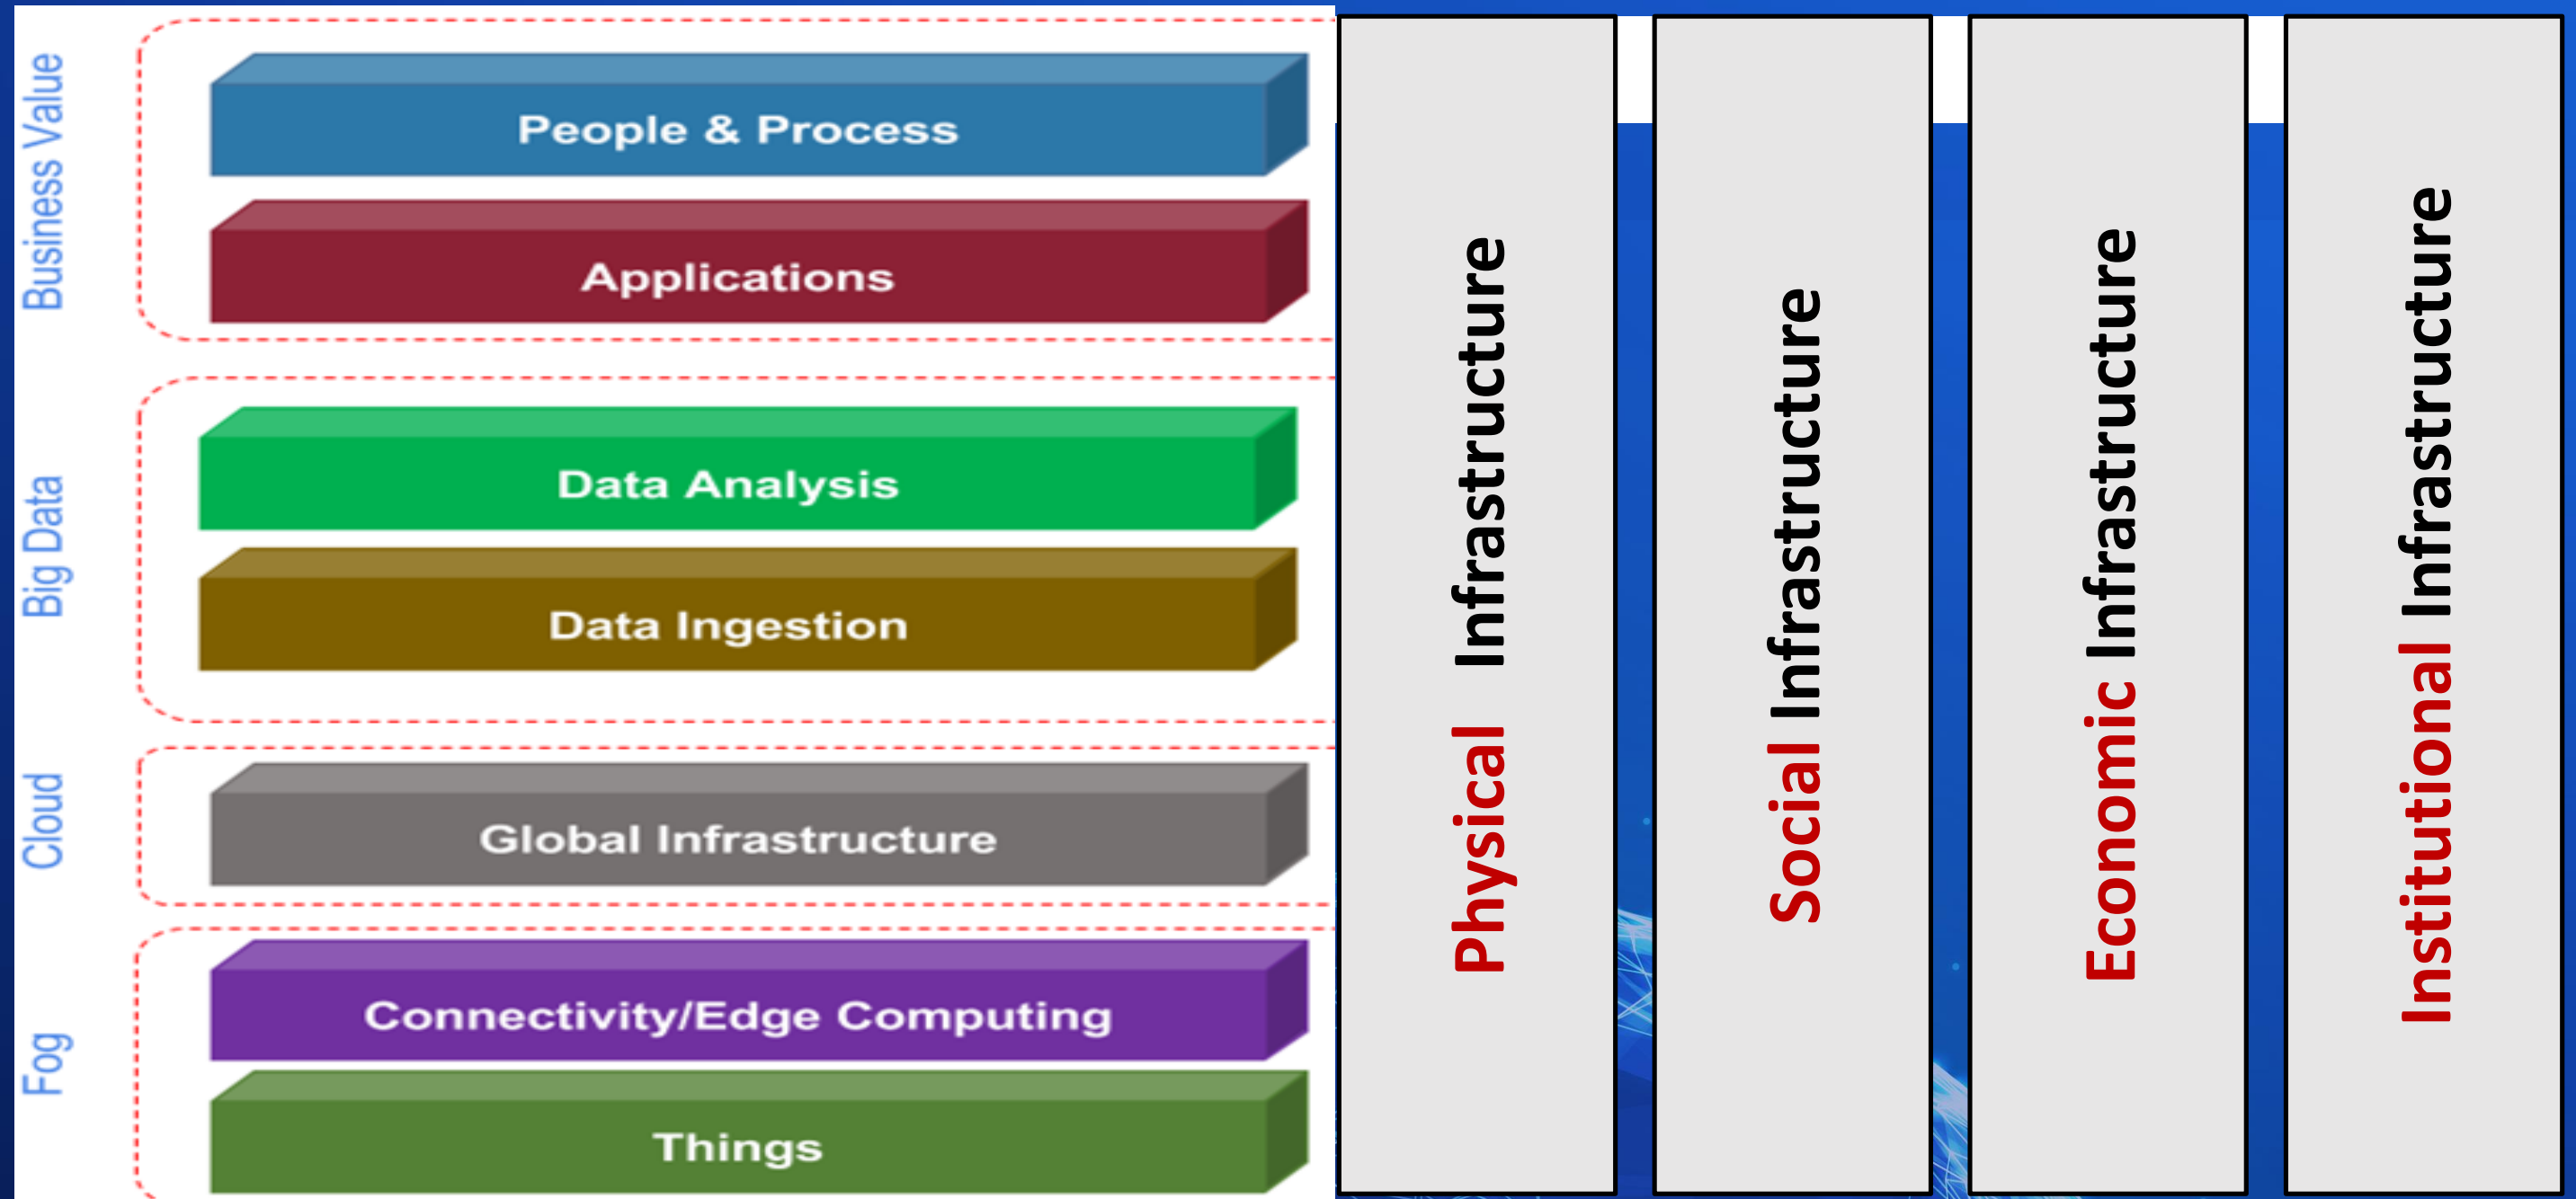 Business Value
People & Process
Applications
Big Data
Data Analysis
Data Ingestion
Cloud
Global Infrastructure
Fog
Connectivity/Edge Computing
Things
Physical Infrastructure
Social Infrastructure
Economic Infrastructure
Institutional Infrastructure